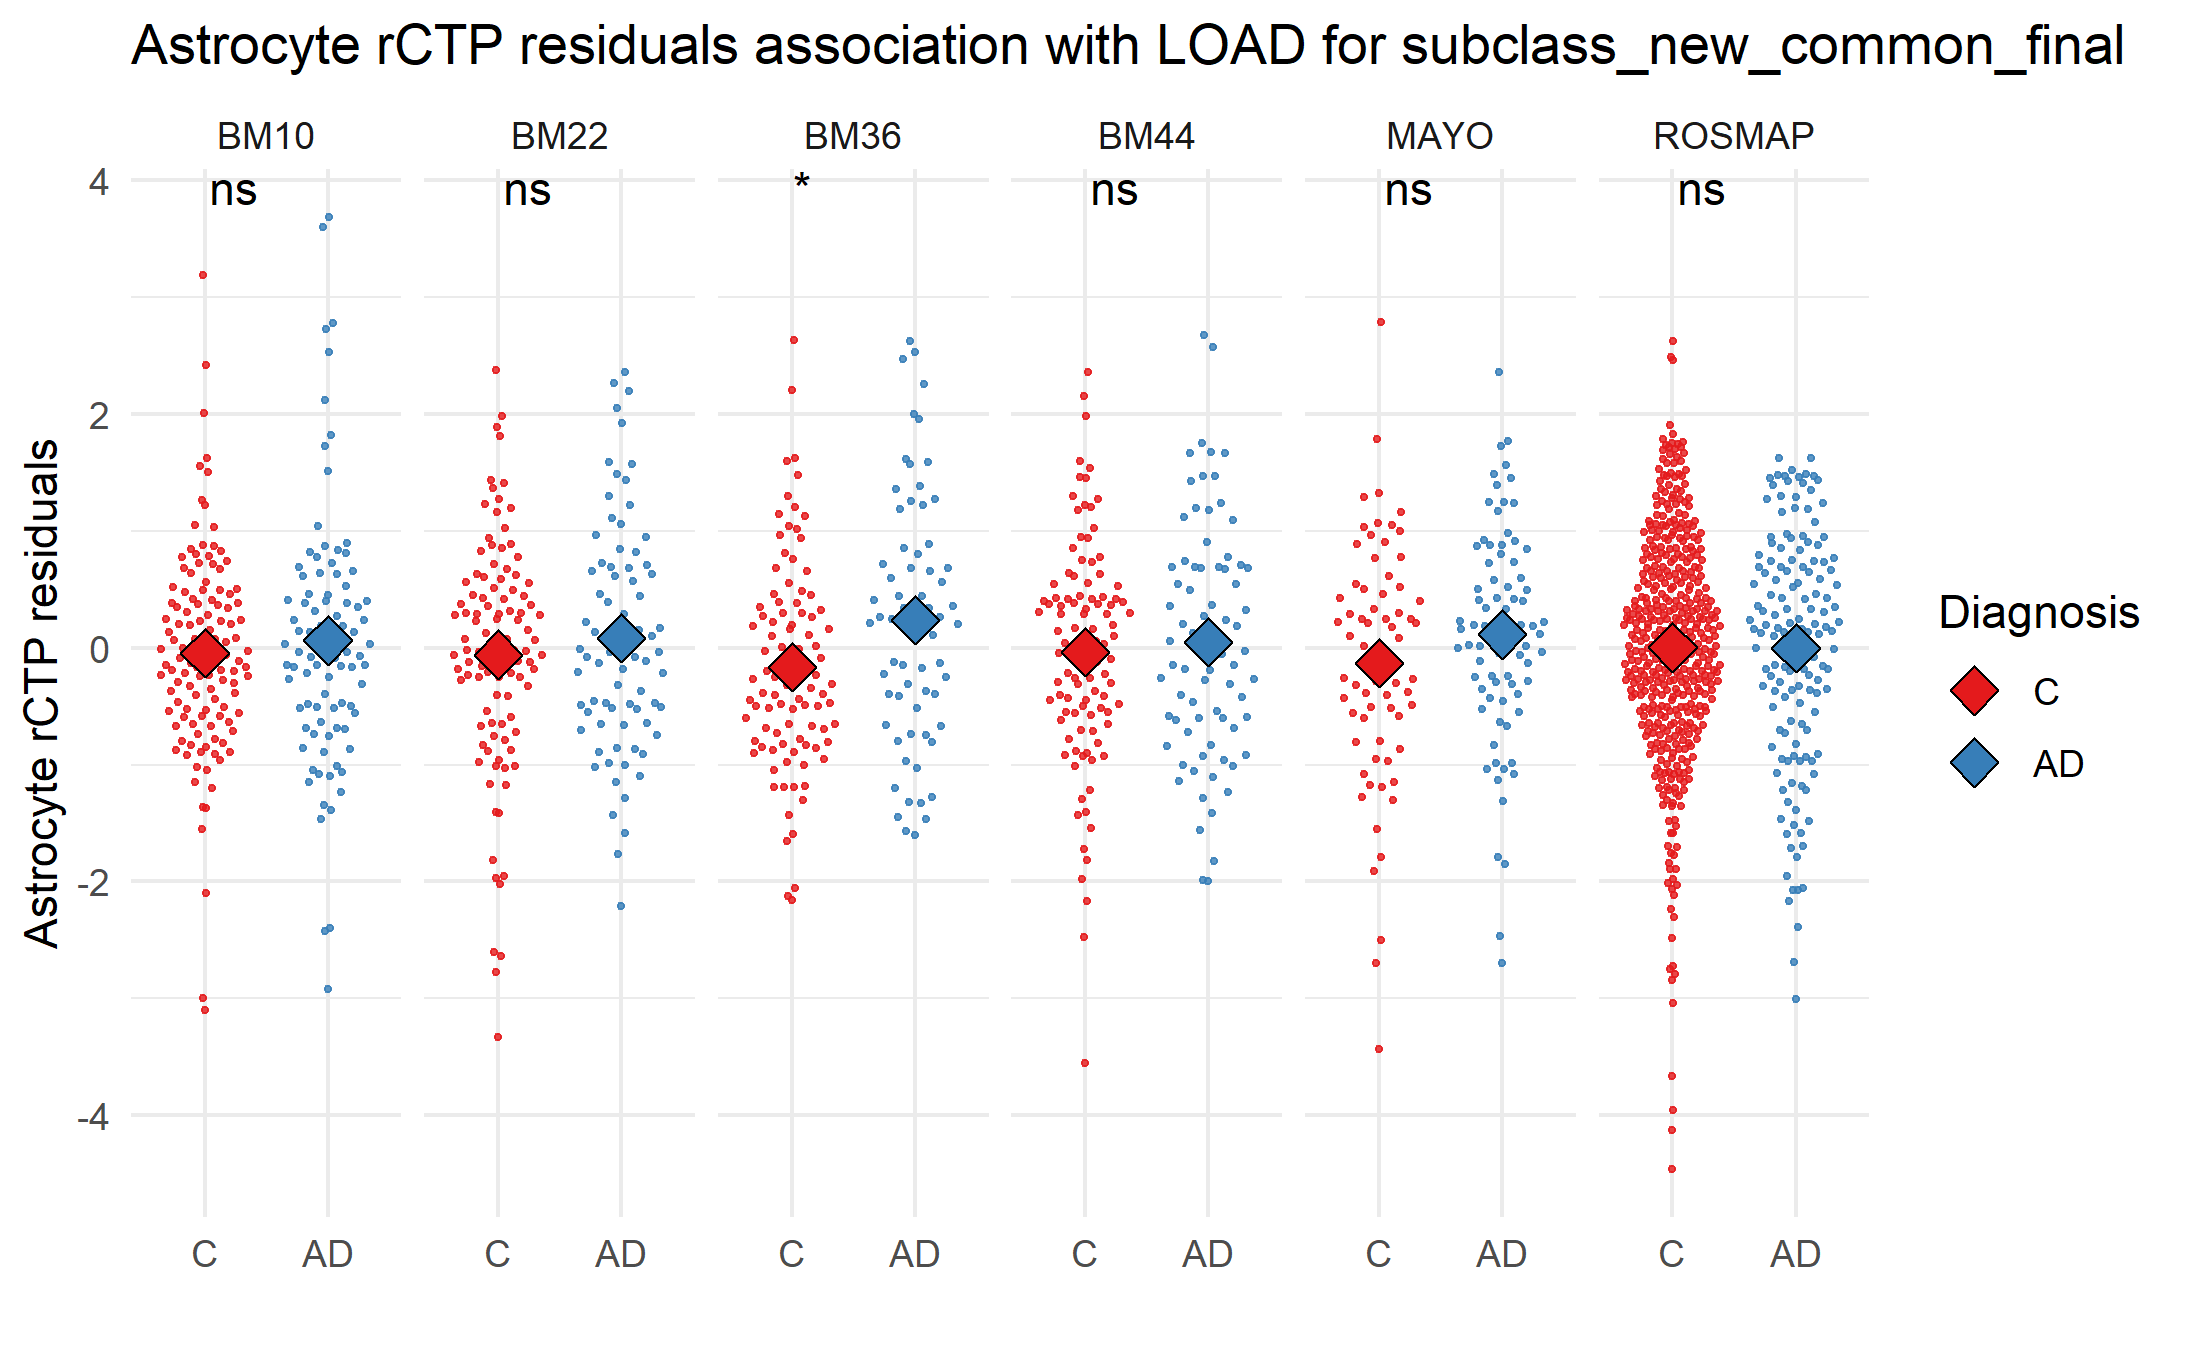 Astrocyte rCTP residuals association with LOAD for subclass_new_common_final
BM10 BM22 BM36 BM44 MAYO ROSMAP
ns ns * ns ns ns
4
2
0
-2
-4
Astrocyte rCTP residuals
C AD C AD C AD C AD C AD C AD
Diagnosis
C
AD